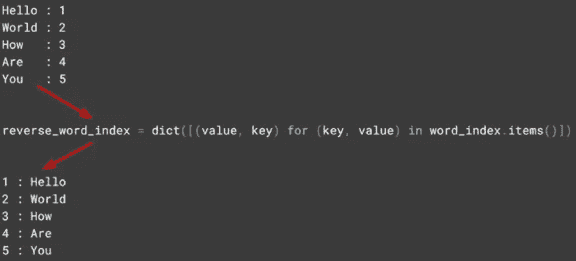 Hello : 1
World : 2
How : 3
Are : 4
You : 5
reverse_word_index = dict([(value, key) for (key, value) in word_index.items()])
1 : Hello
2 : World
3 : How
4 : Are
5 : You